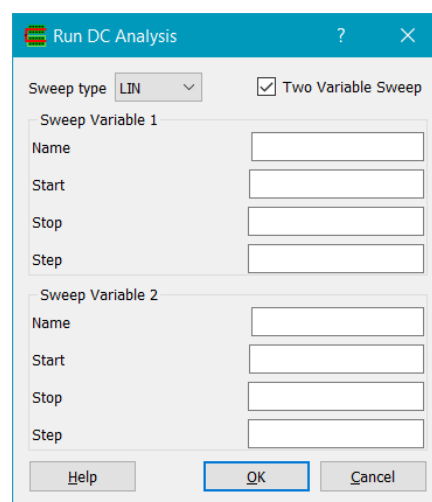 Run DC Analysis ?
Sweep type LIN Two Variable Sweep
Sweep Variable 1
Name
Start
Stop
Step
Sweep Variable 2
Name
Start
Stop
Step
Help OK Cancel